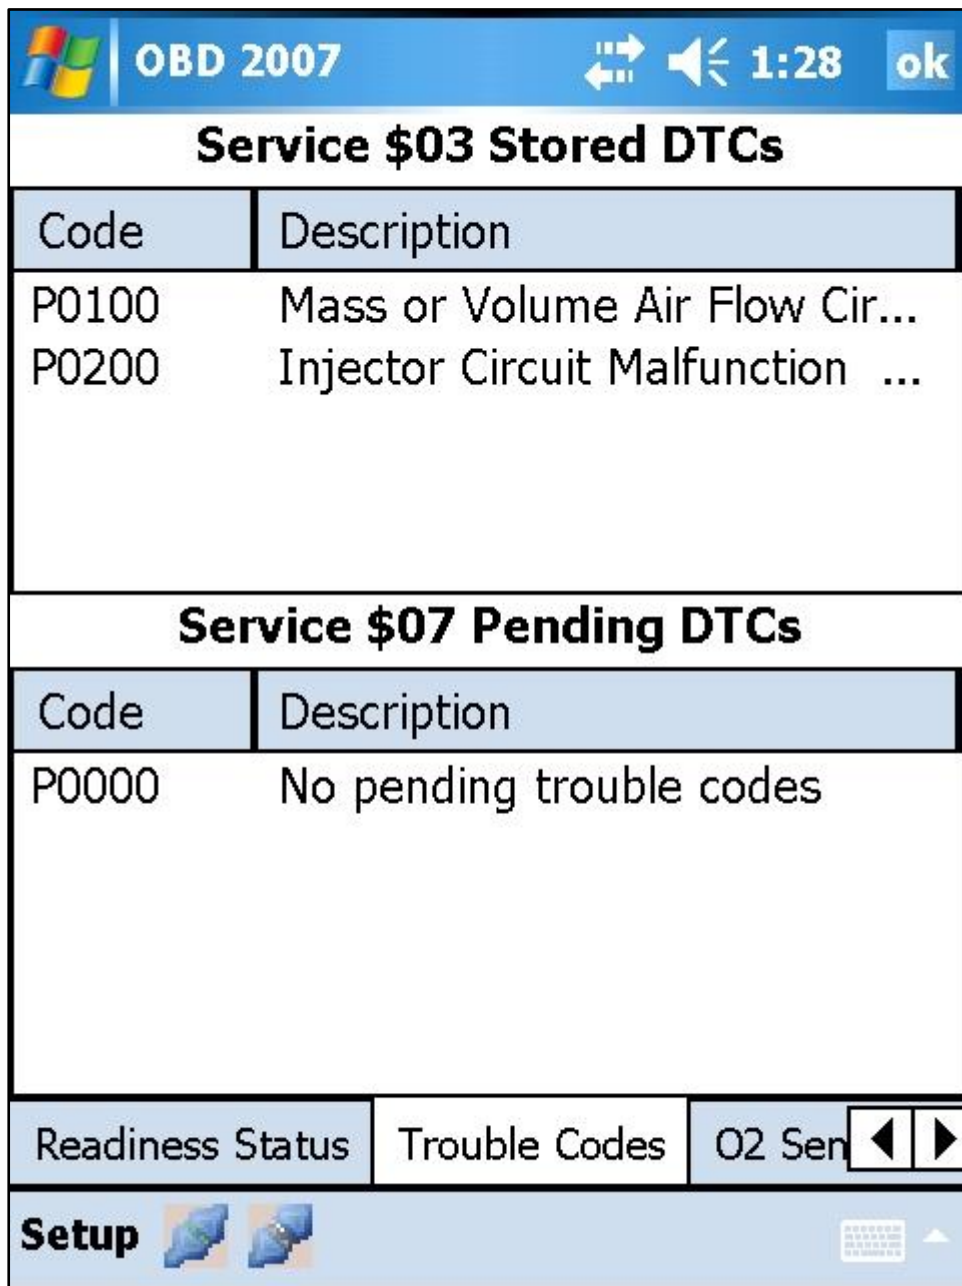 OBD 2007 1:28 ok
Service $03 Stored DTCs
Code Description
P0100 Mass or Volume Air Flow Cir...
P0200 Injector Circuit Malfunction ...
Service $07 Pending DTCs
Code Description
P0000 No pending trouble codes
Readiness Status Trouble Codes O2 Sen
Setup